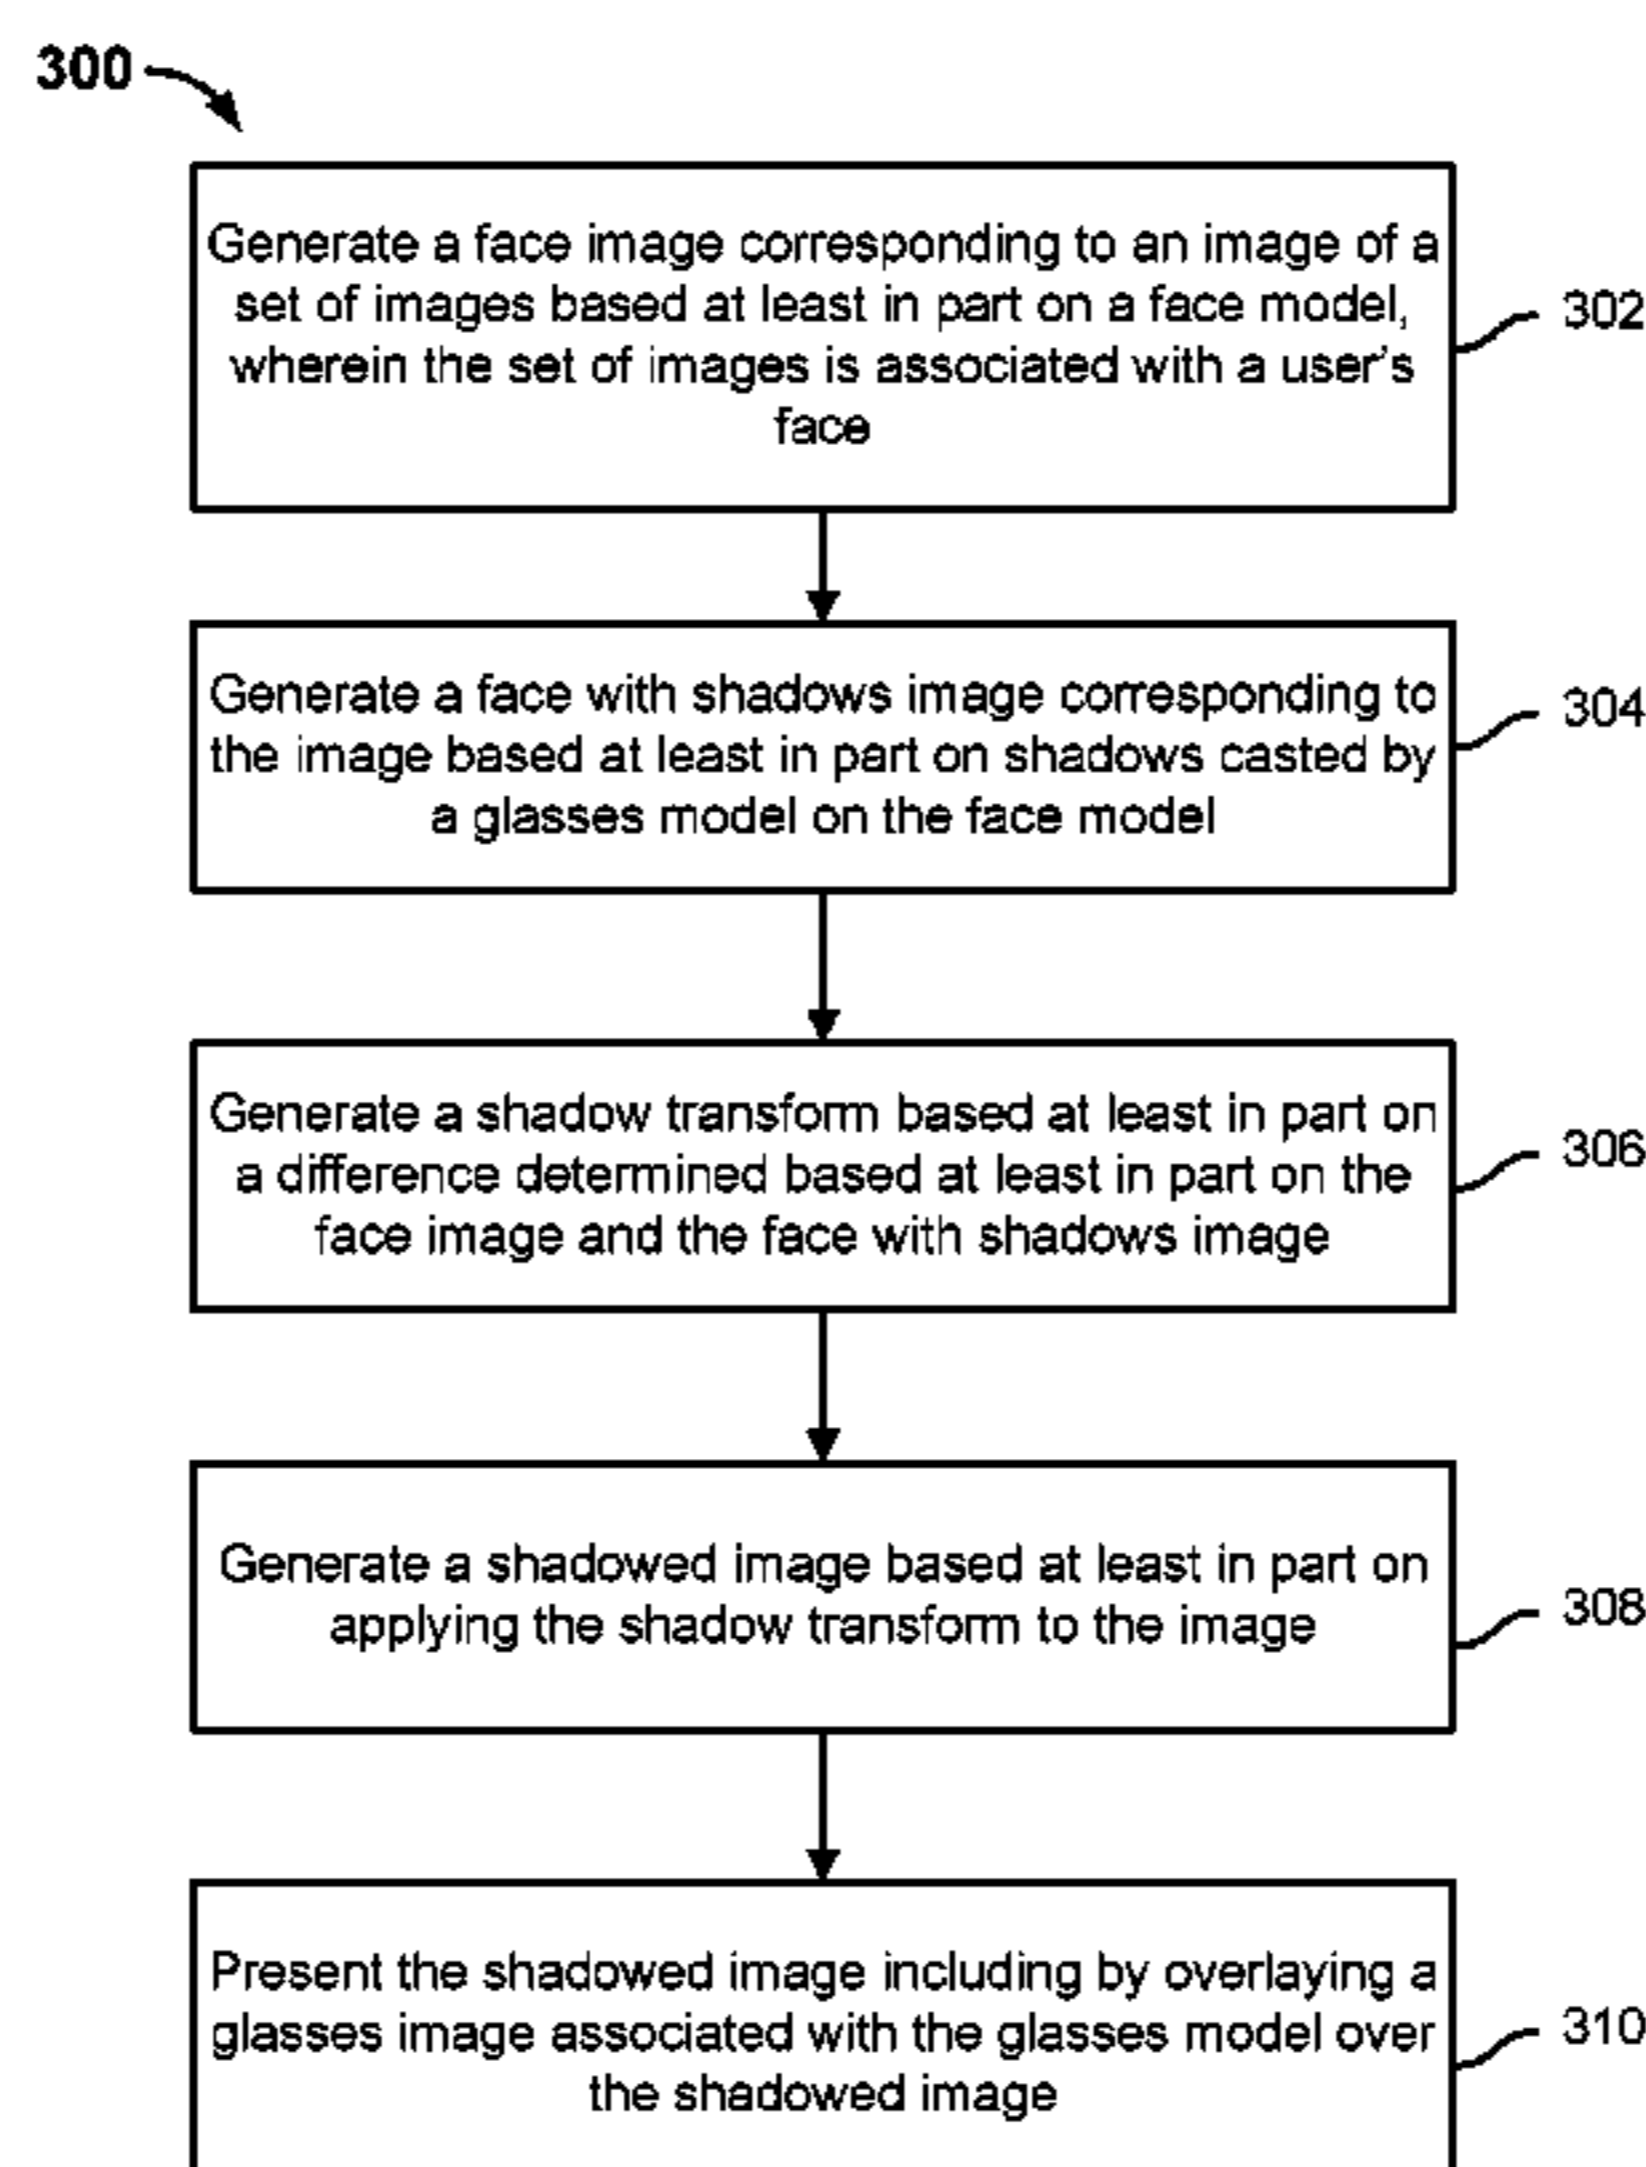 300
Generate a face image corresponding to an image of a
set of images based at least in part on a face model,
wherein the set of images is associated with a user's
face
302
Generate a face with shadows image corresponding to
the image based at least in part on shadows casted by
a glasses model on the face model
304
Generate a shadow transform based at least in part on
a difference determined based at least in part on the
face image and the face with shadows image
306
Generate a shadowed image based at least in part on
applying the shadow transform to the image
308
Present the shadowed image including by overlaying a
glasses image associated with the glasses model over
the shadowed image
310